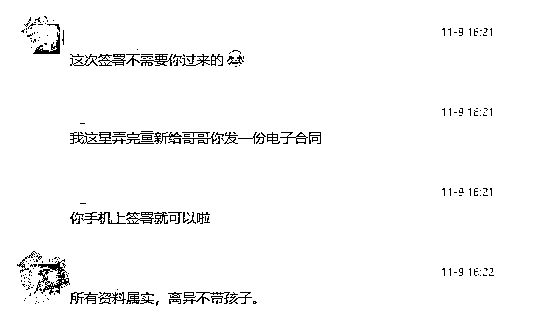 11-9 16:21
这次签署不需要你过来的
11-9 16:21
我这里弄完重新给哥哥你发一份电子合同
11-9 16:21
你手机上签署就可以啦
11-9 16:22
所有资料属实，离异不带孩子。